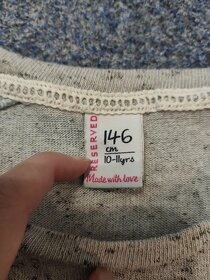 RESERVED
146
cm
10-11yrs
Made with love